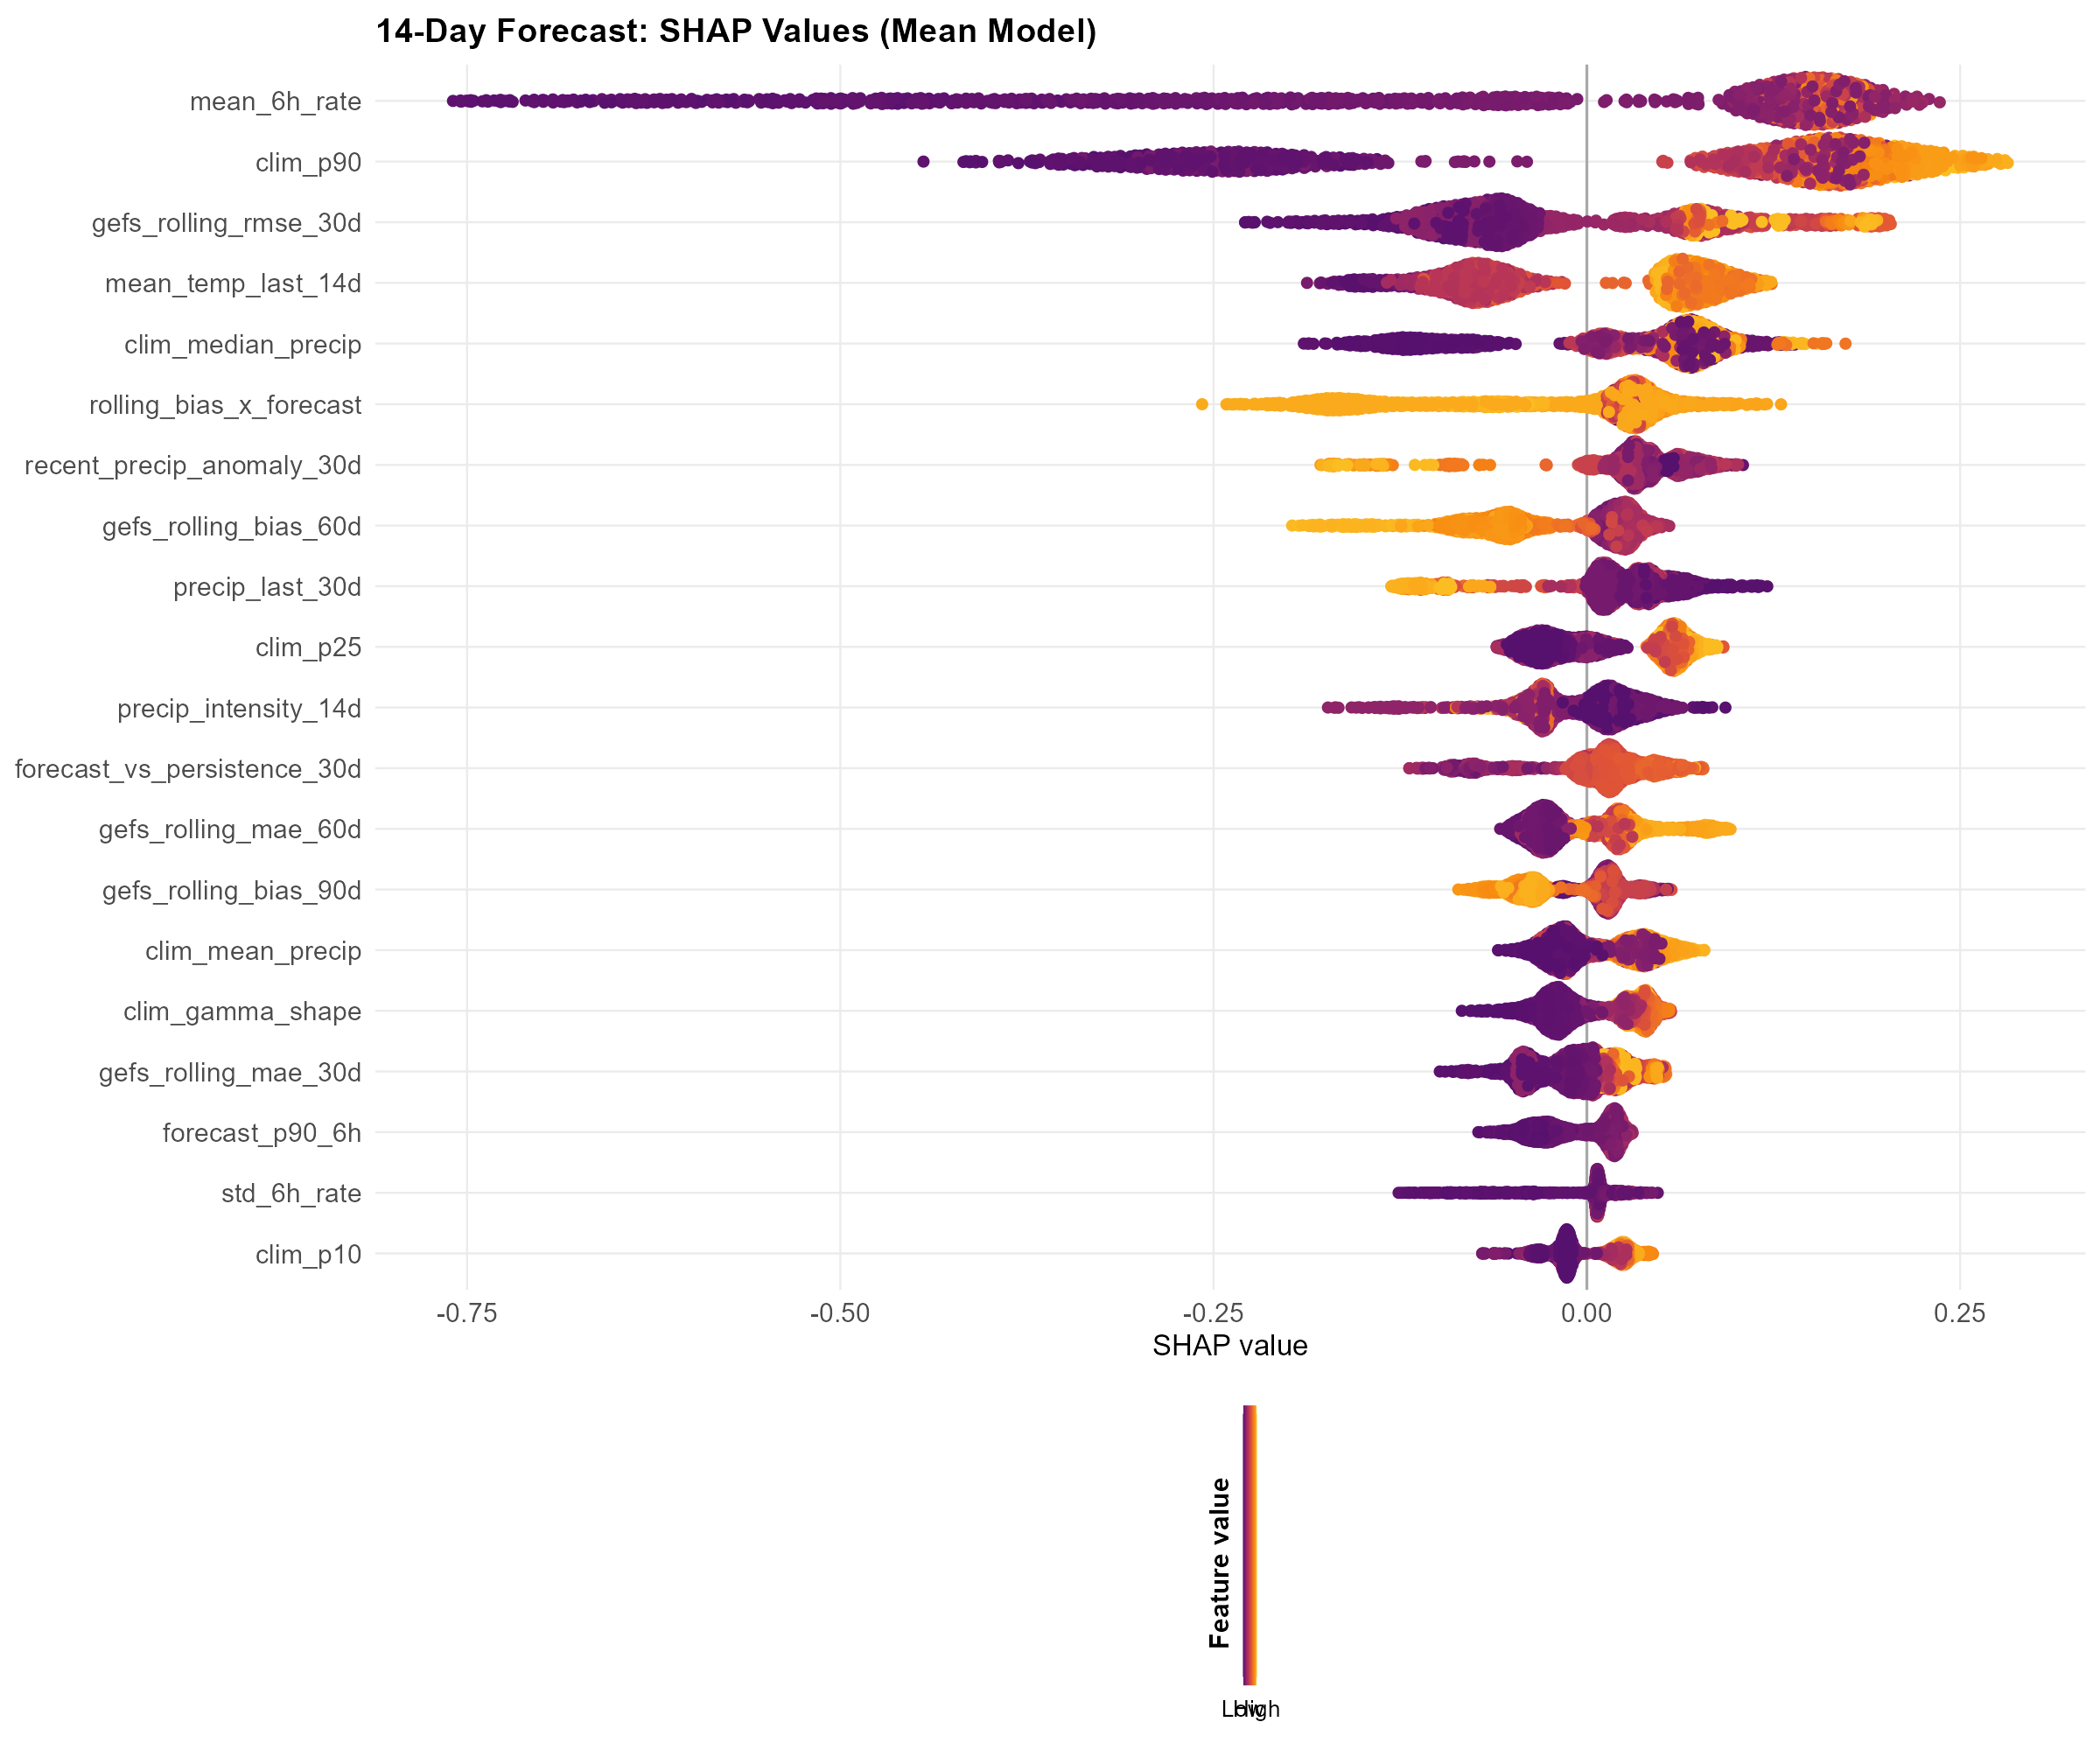 14-Day Forecast: SHAP Values (Mean Model)
mean_6h_rate
clim_p90
gefs_rolling_rmse_30d
mean_temp_last_14d
clim_median_precip
rolling_bias_x_forecast
recent_precip_anomaly_30d
gefs_rolling_bias_60d
precip_last_30d
clim_p25
precip_intensity_14d
forecast_vs_persistence_30d
gefs_rolling_mae_60d
gefs_rolling_bias_90d
clim_mean_precip
clim_gamma_shape
gefs_rolling_mae_30d
forecast_p90_6h
std_6h_rate
clim_p10
-0.75 -0.50 -0.25 0.00 0.25
SHAP value
Feature value
Low High